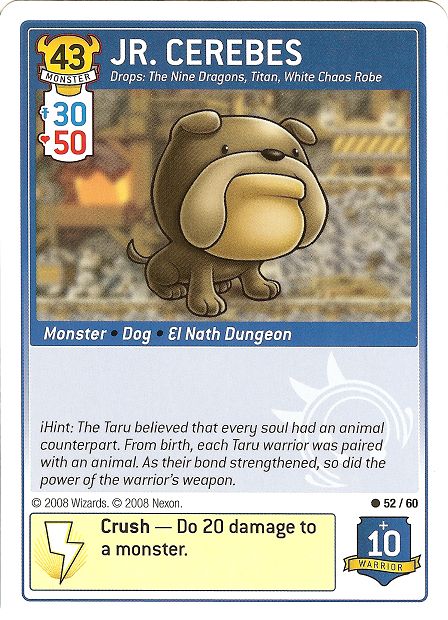 43
MONSTER
JR. CEREBES
Drops: The Nine Dragons, Titan, White Chaos Robe
30
50
Monster • Dog • El Nath Dungeon
iHint: The Taru believed that every soul had an animal
counterpart. From birth, each Taru warrior was paired
with an animal. As their bond strengthened, so did the
power of the warrior's weapon.
© 2008 Wizards. © 2008 Nexon.
● 52 / 60
Crush — Do 20 damage to
a monster.
+
10
WARRIOR